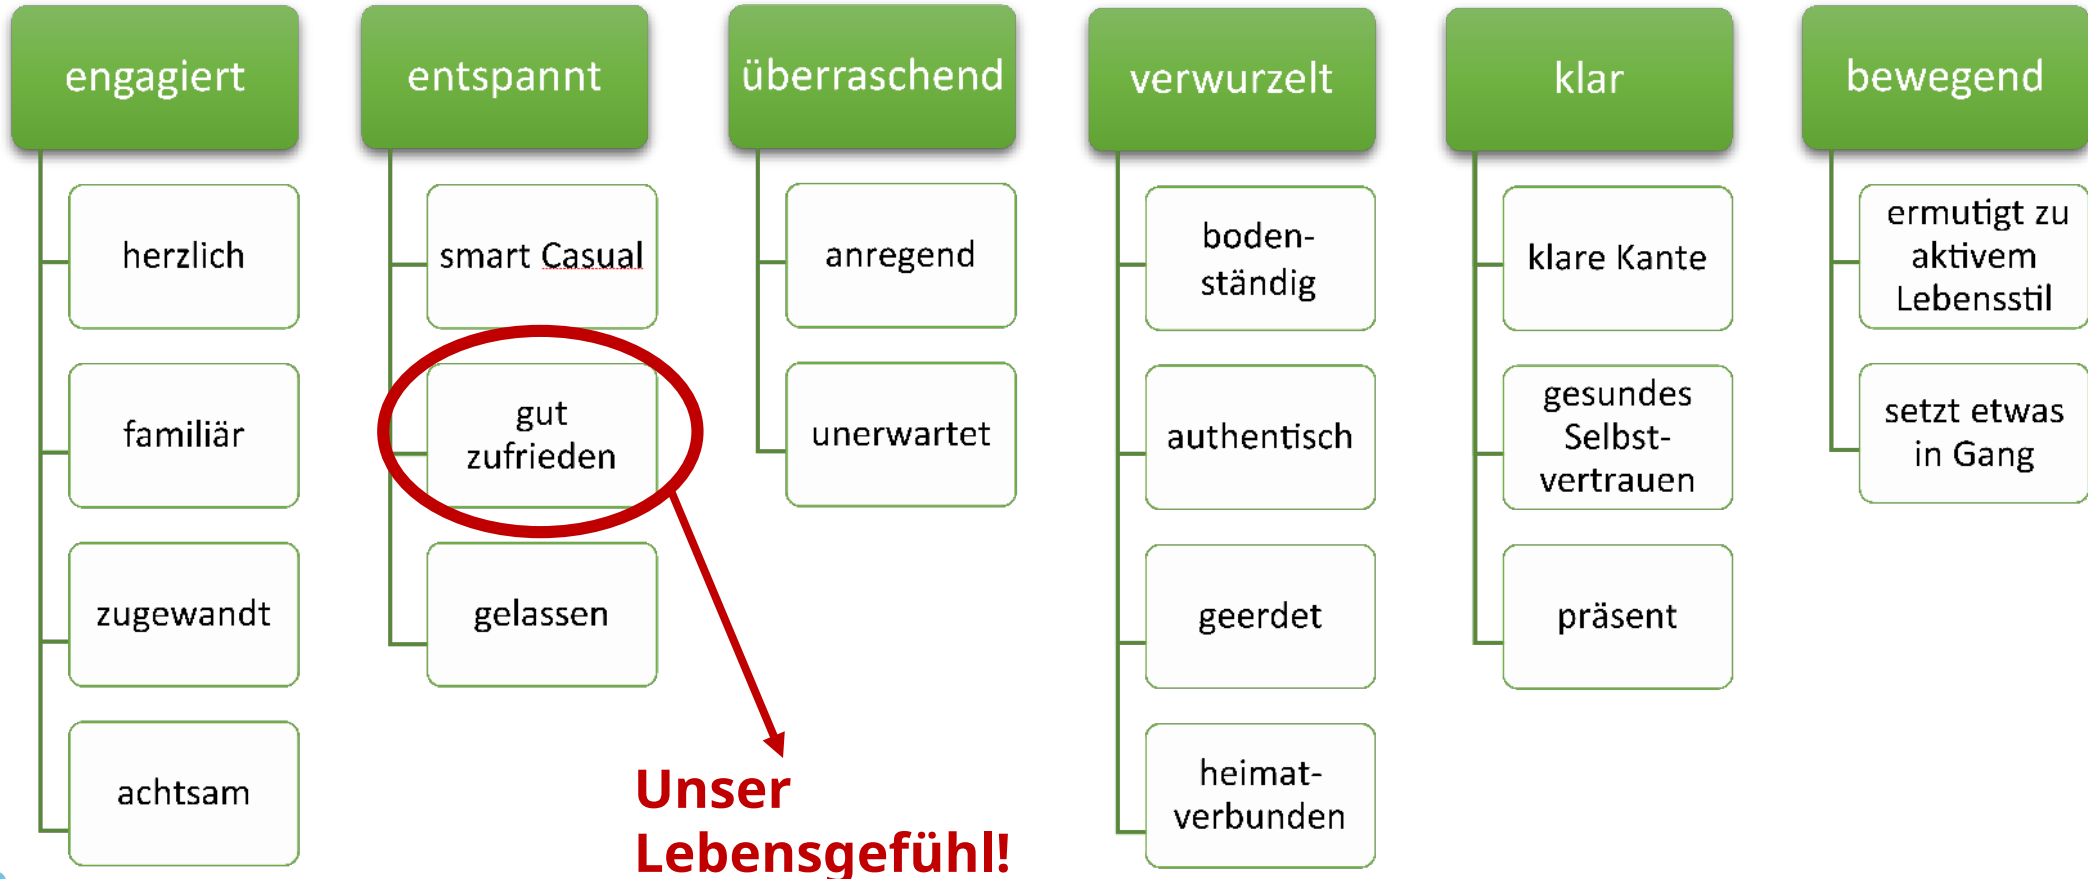 engagiert
herzlich
familiär
zugewandt
achtsam
entspannt
smart Casual
gut
zufrieden
gelassen
überraschend
anregend
unerwartet
verwurzelt
boden-
ständig
authentisch
geerdet
heimat-
verbunden
klar
klare Kante
gesundes
Selbst-
vertrauen
präsent
bewegend
ermutigt zu
aktivem
Lebensstil
setzt etwas
in Gang
Unser
Lebensgefühl!